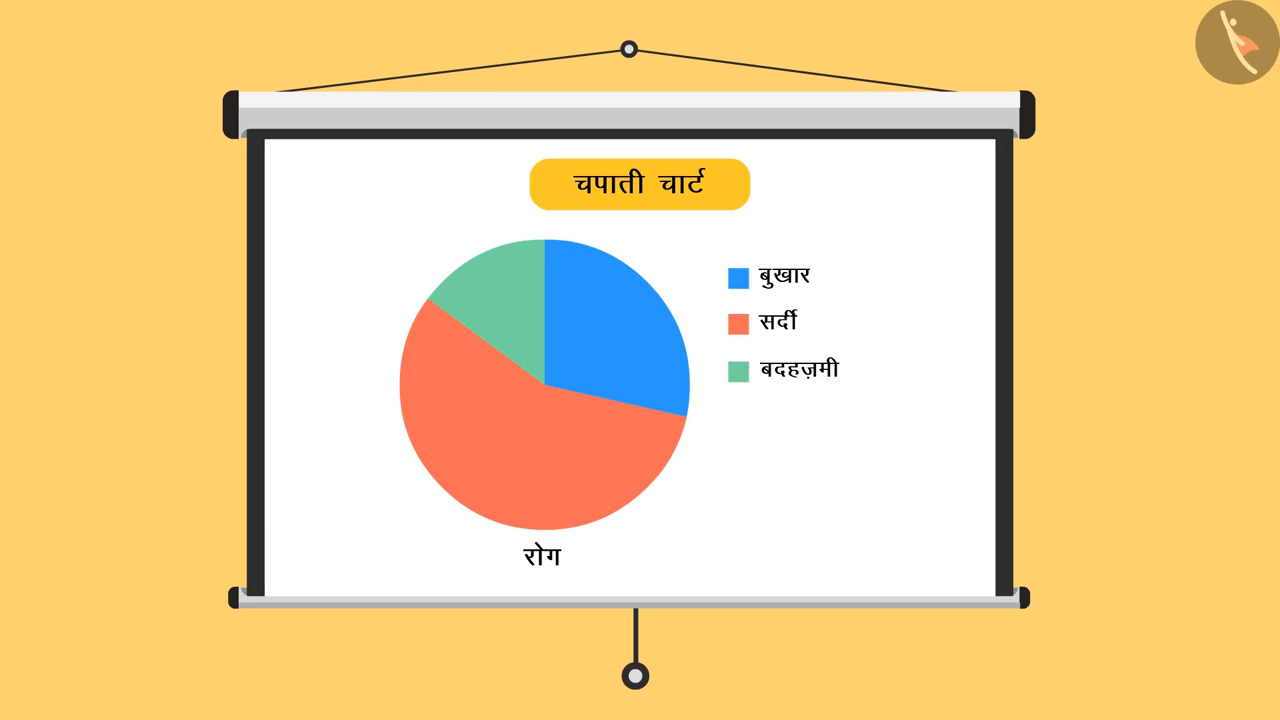 चपाती चार्ट
बुखार
सर्दी
बदहज़मी
रोग